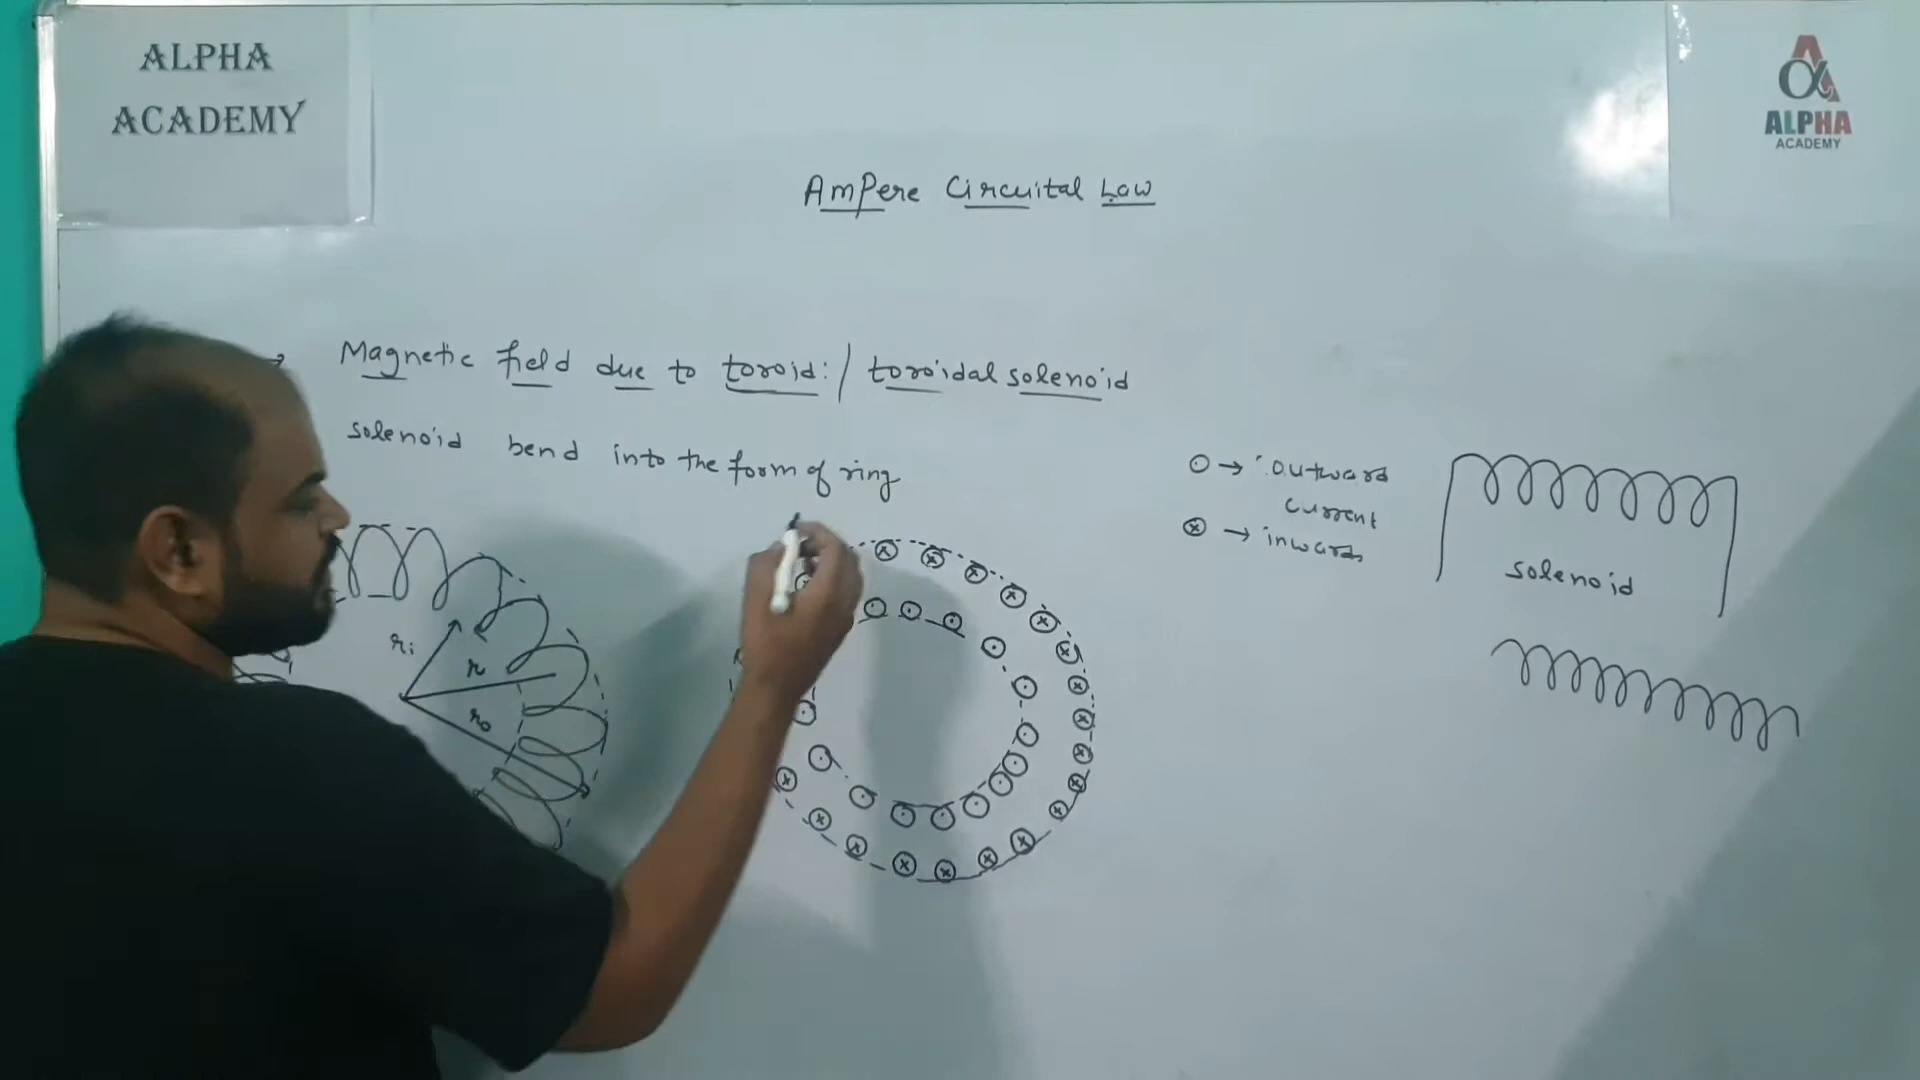 ALPHA
ACADEMY
ALPHA
ACADEMY
Ampere Circuital Law
Magnetic field due to toroid: / toroidal solenoid
solenoid bend into the form of ring
⊙ → outward
current
⊗ → inwards
solenoid
ri
r
ro